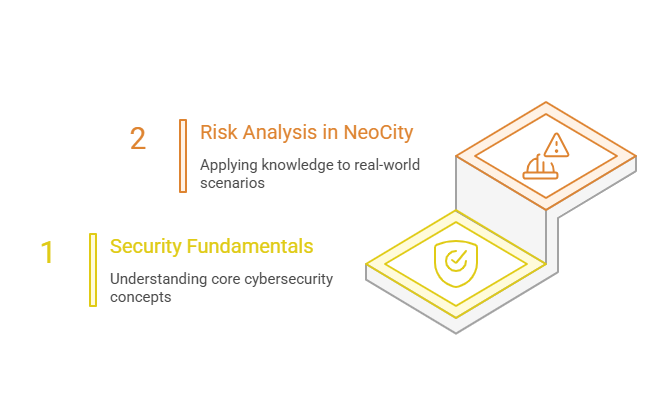 2
Risk Analysis in NeoCity
Applying knowledge to real-world
scenarios
1
Security Fundamentals
Understanding core cybersecurity
concepts